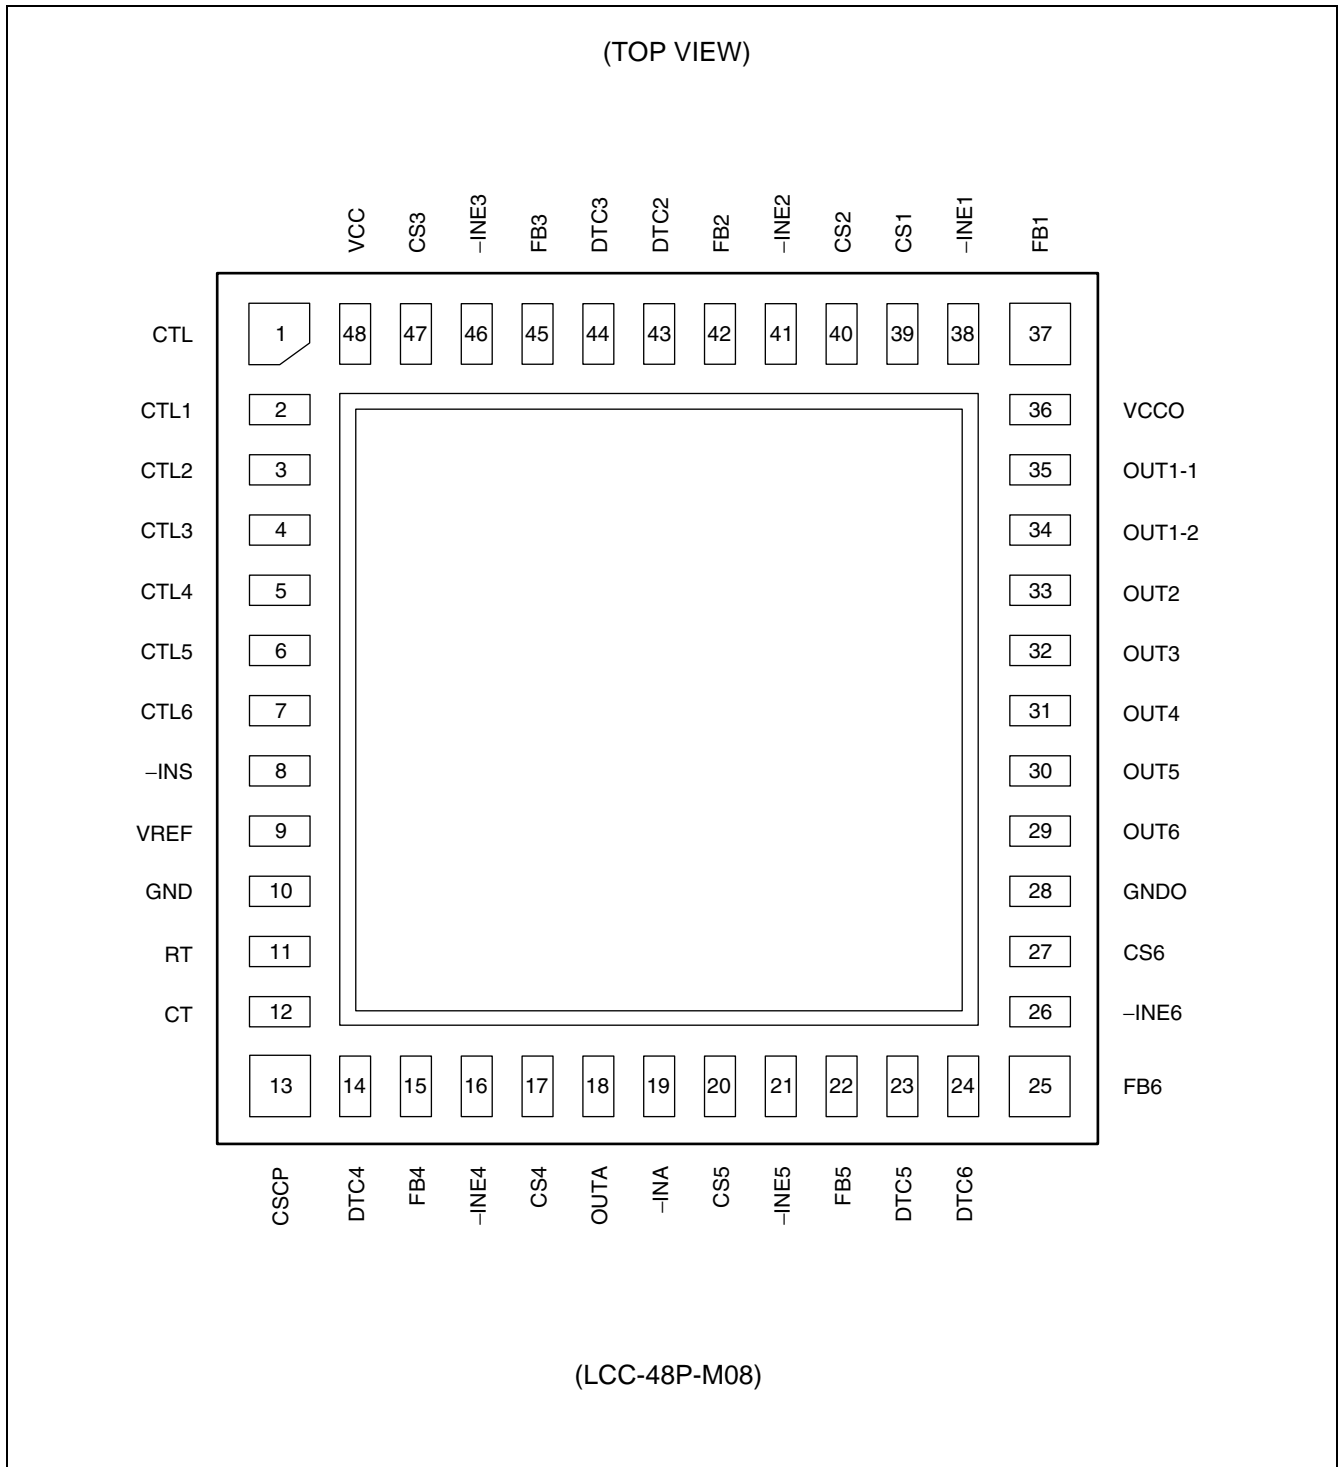 (TOP VIEW)
VCC CS3 –INE3 FB3 DTC3 DTC2 FB2 –INE2 CS2 CS1 –INE1 FB1
CTL 1 48 47 46 45 44 43 42 41 40 39 38 37
CTL1 2 36 VCCO
CTL2 3 35 OUT1-1
CTL3 4 34 OUT1-2
CTL4 5 33 OUT2
CTL5 6 32 OUT3
CTL6 7 31 OUT4
–INS 8 30 OUT5
VREF 9 29 OUT6
GND 10 28 GNDO
RT 11 27 CS6
CT 12 26 –INE6
13 14 15 16 17 18 19 20 21 22 23 24 25 FB6
CSCP DTC4 FB4 –INE4 CS4 OUTA –INA CS5 –INE5 FB5 DTC5 DTC6
(LCC-48P-M08)